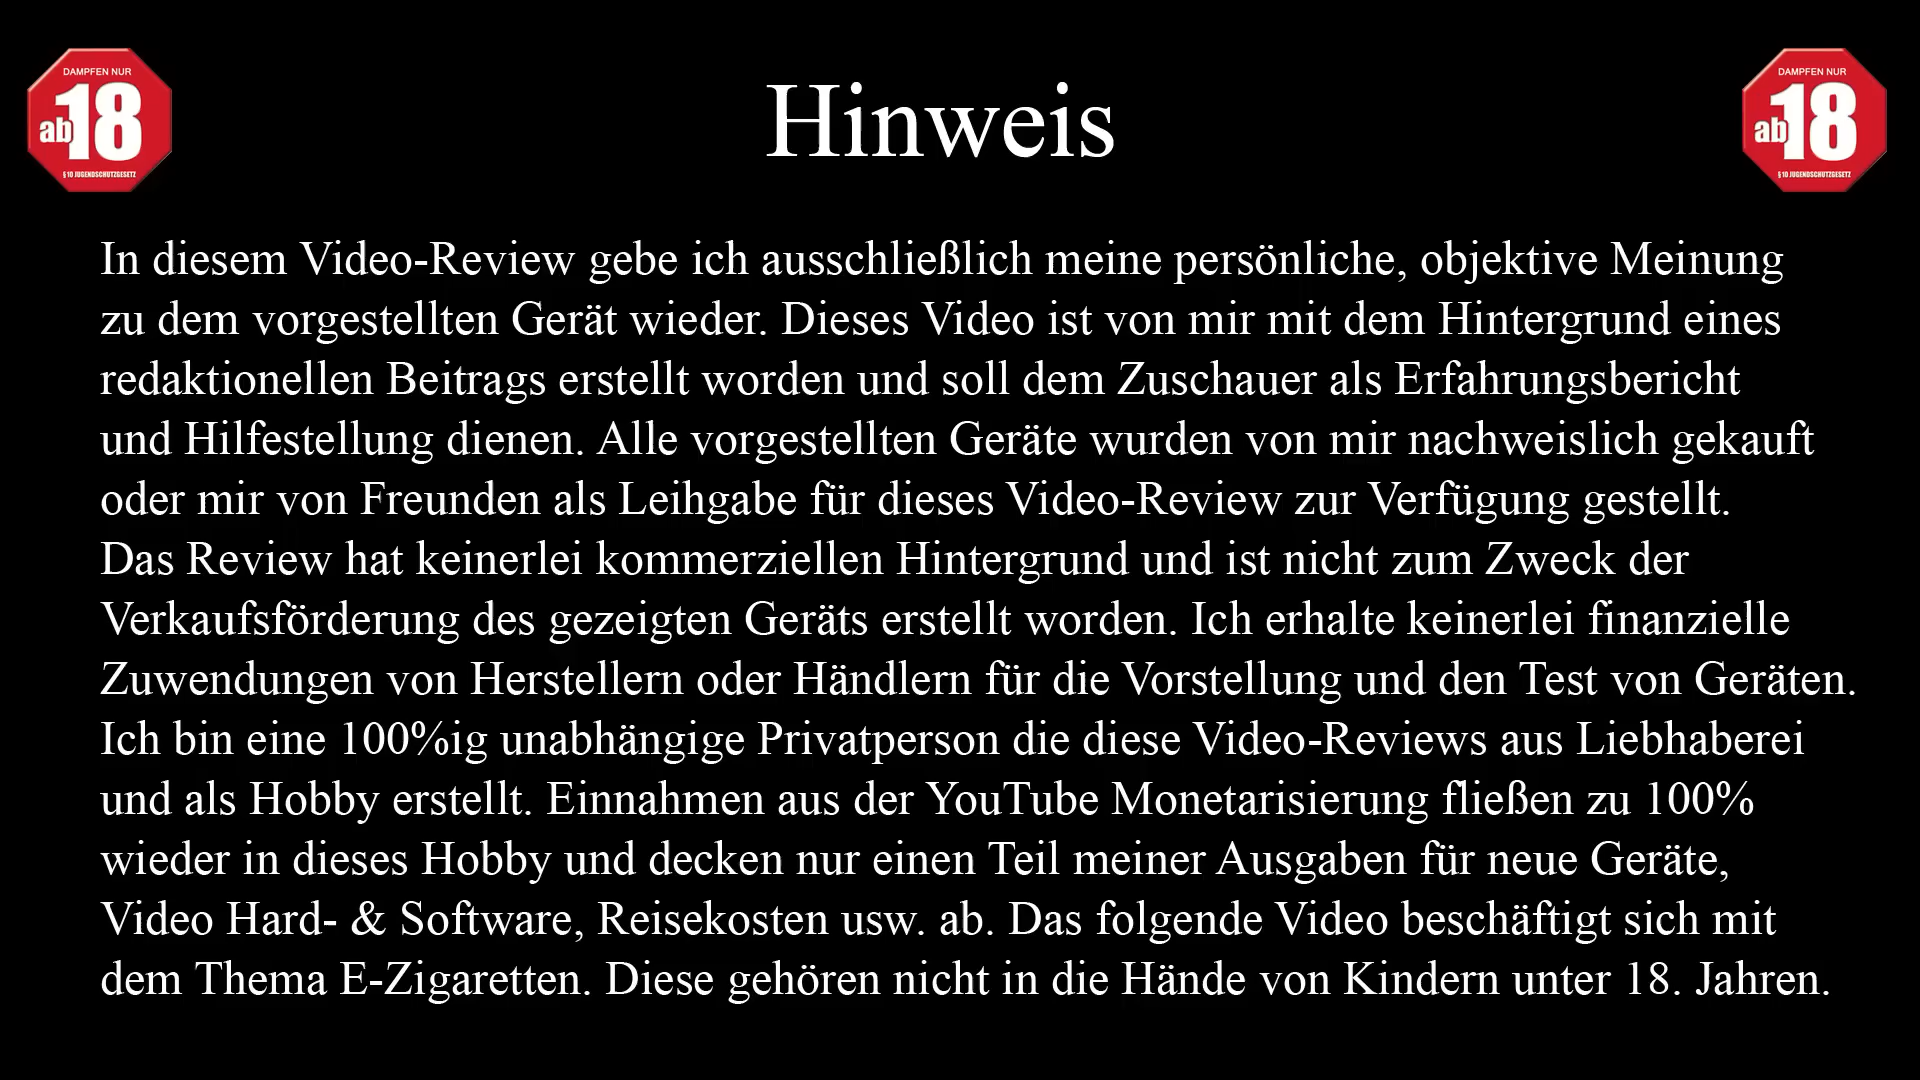 DAMPFEN NUR
ab 18
§ 10 JUGENDSCHUTZGESETZ
Hinweis
DAMPFEN NUR
ab 18
§ 10 JUGENDSCHUTZGESETZ
In diesem Video-Review gebe ich ausschließlich meine persönliche, objektive Meinung
zu dem vorgestellten Gerät wieder. Dieses Video ist von mir mit dem Hintergrund eines
redaktionellen Beitrags erstellt worden und soll dem Zuschauer als Erfahrungsbericht
und Hilfestellung dienen. Alle vorgestellten Geräte wurden von mir nachweislich gekauft
oder mir von Freunden als Leihgabe für dieses Video-Review zur Verfügung gestellt.
Das Review hat keinerlei kommerziellen Hintergrund und ist nicht zum Zweck der
Verkaufsförderung des gezeigten Geräts erstellt worden. Ich erhalte keinerlei finanzielle
Zuwendungen von Herstellern oder Händlern für die Vorstellung und den Test von Geräten.
Ich bin eine 100%ig unabhängige Privatperson die diese Video-Reviews aus Liebhaberei
und als Hobby erstellt. Einnahmen aus der YouTube Monetarisierung fließen zu 100%
wieder in dieses Hobby und decken nur einen Teil meiner Ausgaben für neue Geräte,
Video Hard- & Software, Reisekosten usw. ab. Das folgende Video beschäftigt sich mit
dem Thema E-Zigaretten. Diese gehören nicht in die Hände von Kindern unter 18. Jahren.